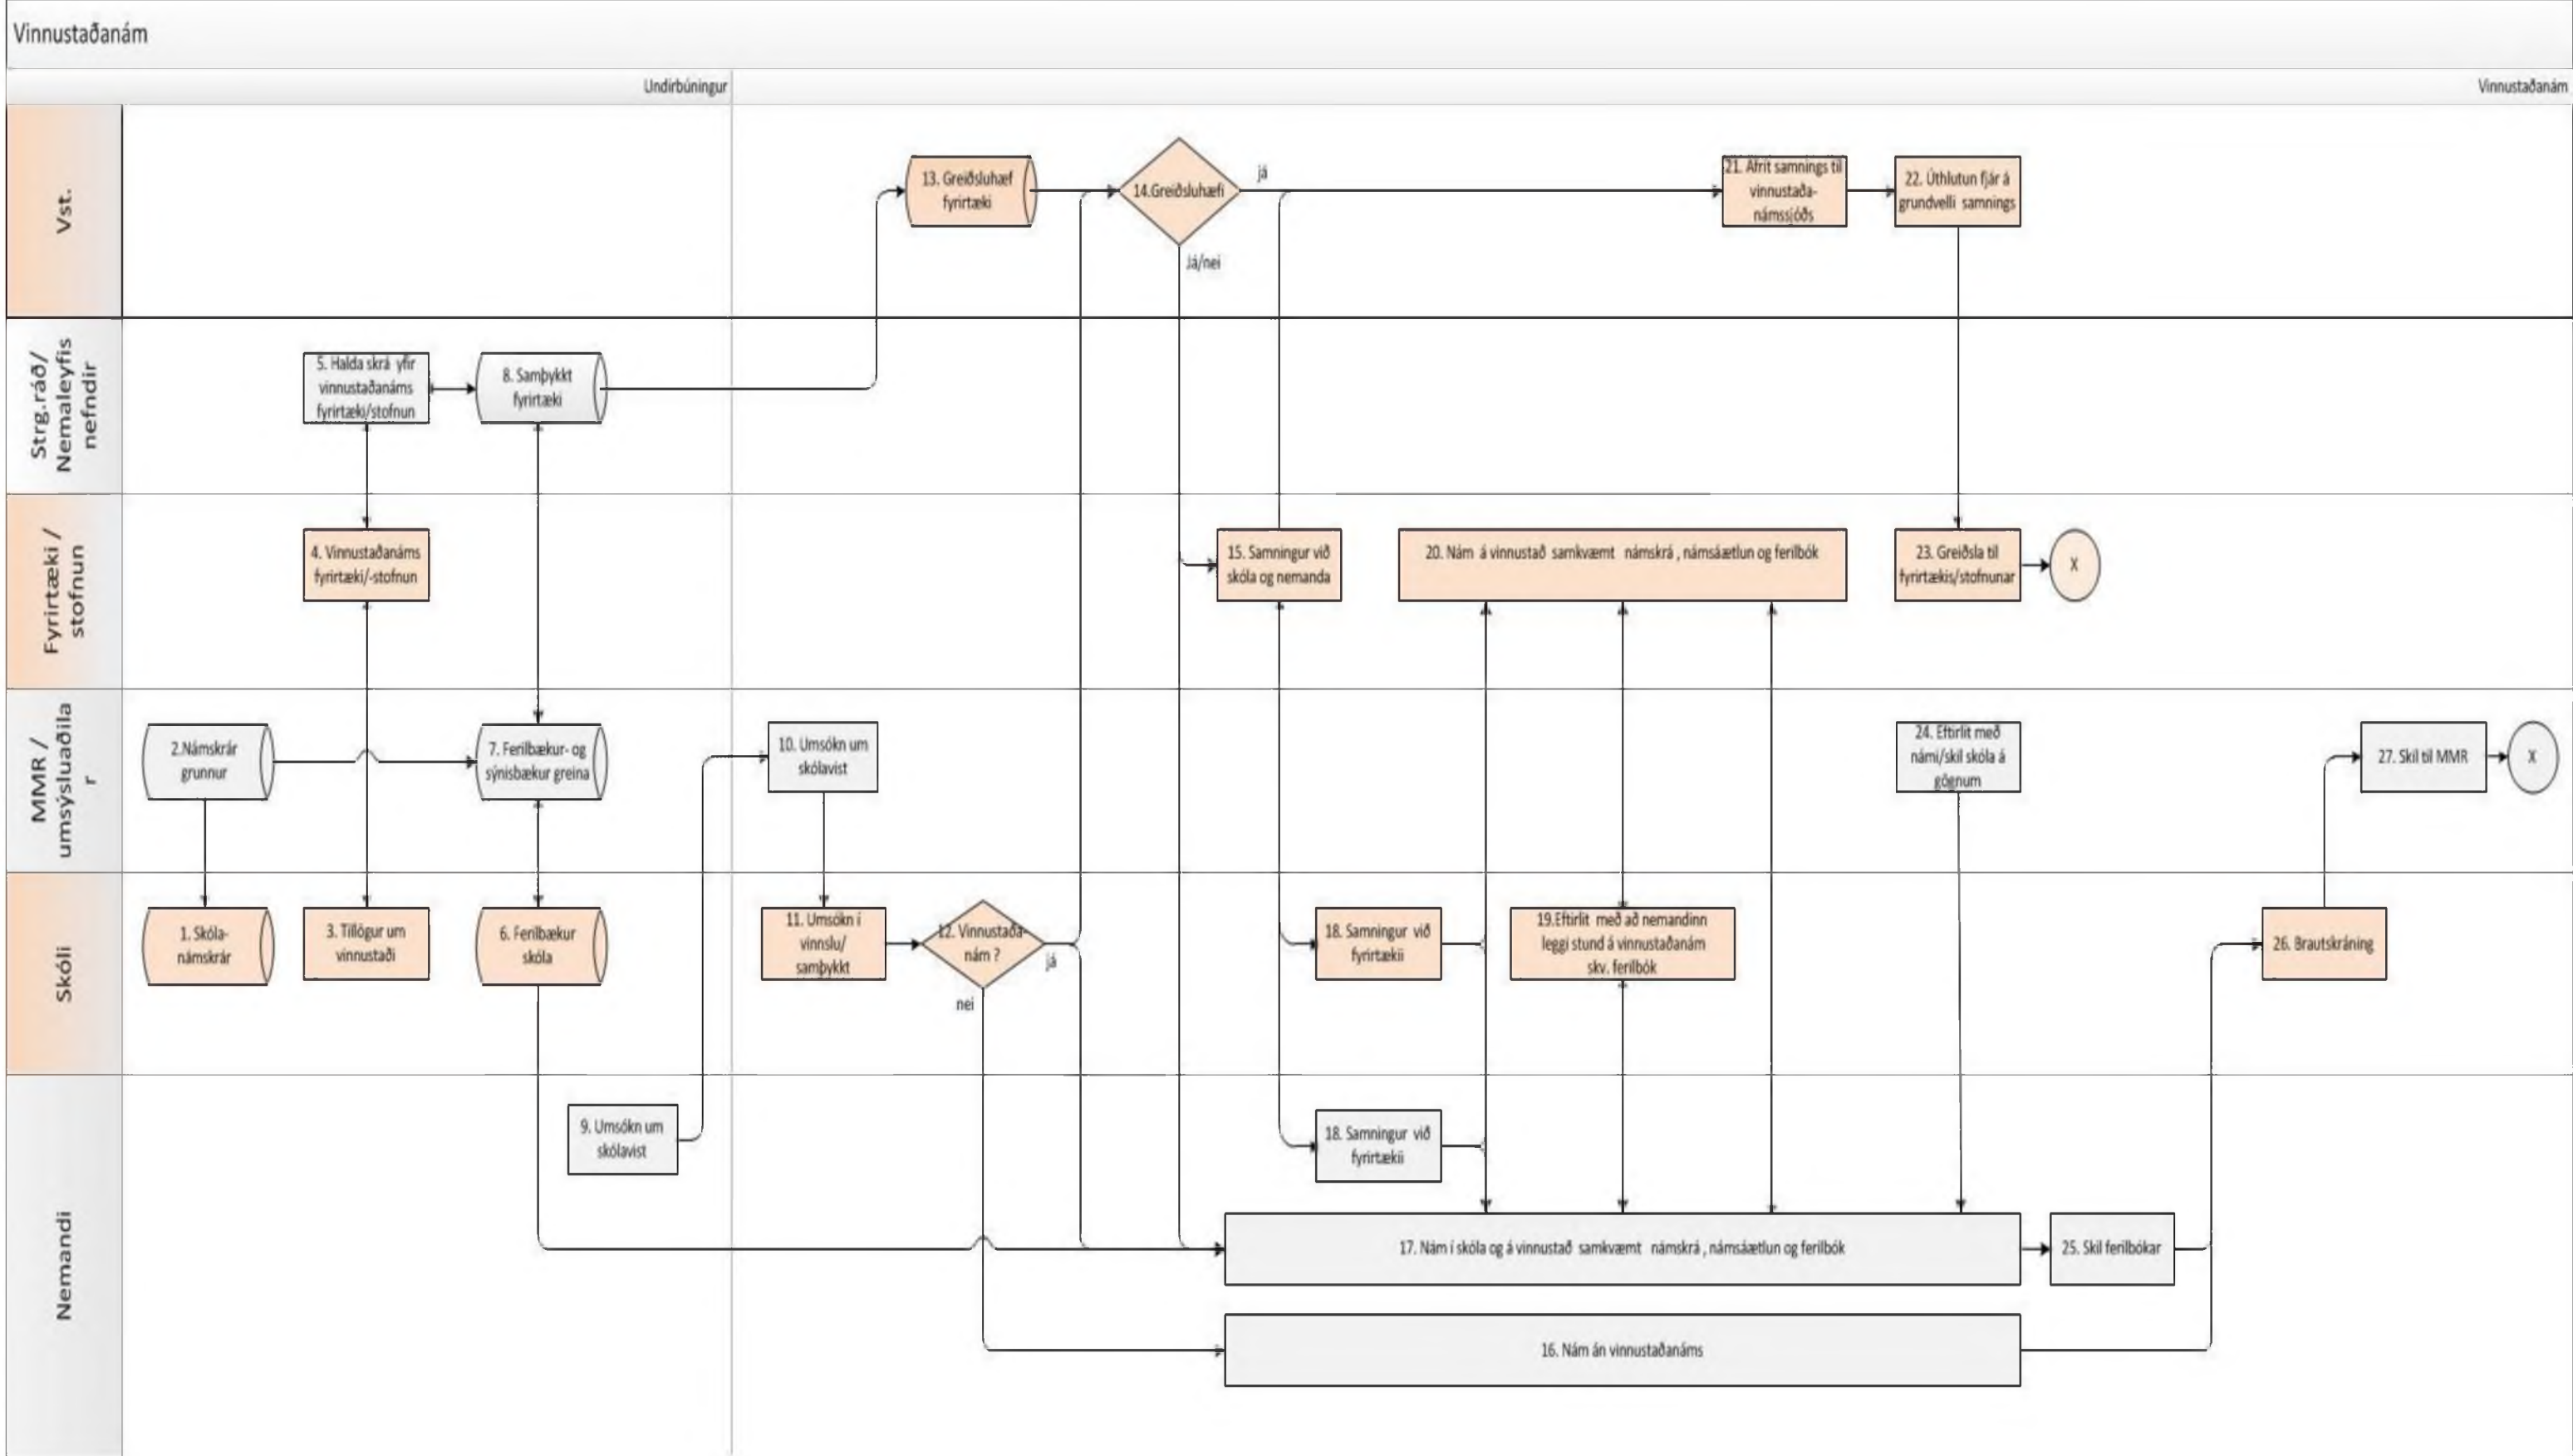 Vinnustaðanám
Undirbúningur
Vinnustaðanám
Vst.
13. Greiðsluhæf
fyrirtæki
14.Greiðsluhæfi
já
Já/nei
21. Afrit samnings til
vinnustaða-
námssjóðs
22. Úthlutun fjár á
grundvelli samnings
Strg.ráð/
Nemaleyfis
nefndir
5. Halda skrá yfir
vinnustaðanáms
fyrirtæki/stofnun
8. Samþykkt
fyrirtæki
Fyrirtæki /
stofnun
4. Vinnustaðanáms
fyrirtæki/-stofnun
15. Samningur við
skóla og nemanda
20. Nám á vinnustað samkvæmt námskrá , námsáætlun og ferilbók
23. Greiðsla til
fyrirtækis/stofnunar
X
MMR /
umsýsluaðila
r
2.Námskrár
grunnur
7. Ferilbækur- og
sýnisbækur greina
10. Umsókn um
skólavist
24. Eftirlit með
námi/skil skóla á
gögnum
27. Skil til MMR
X
Skóli
1. Skóla-
námskrár
3. Tillögur um
vinnustaði
6. Ferilbækur
skóla
11. Umsókn í
vinnslu/
samþykkt
12. Vinnustaða-
nám ?
já
nei
18. Samningur við
fyrirtækii
19.Eftirlit með að nemandinn
leggi stund á vinnustaðanám
skv. ferilbók
26. Brautskráning
Nemandi
9. Umsókn um
skólavist
18. Samningur við
fyrirtækii
17. Nám í skóla og á vinnustað samkvæmt námskrá , námsáætlun og ferilbók
25. Skil ferilbókar
16. Nám án vinnustaðanáms